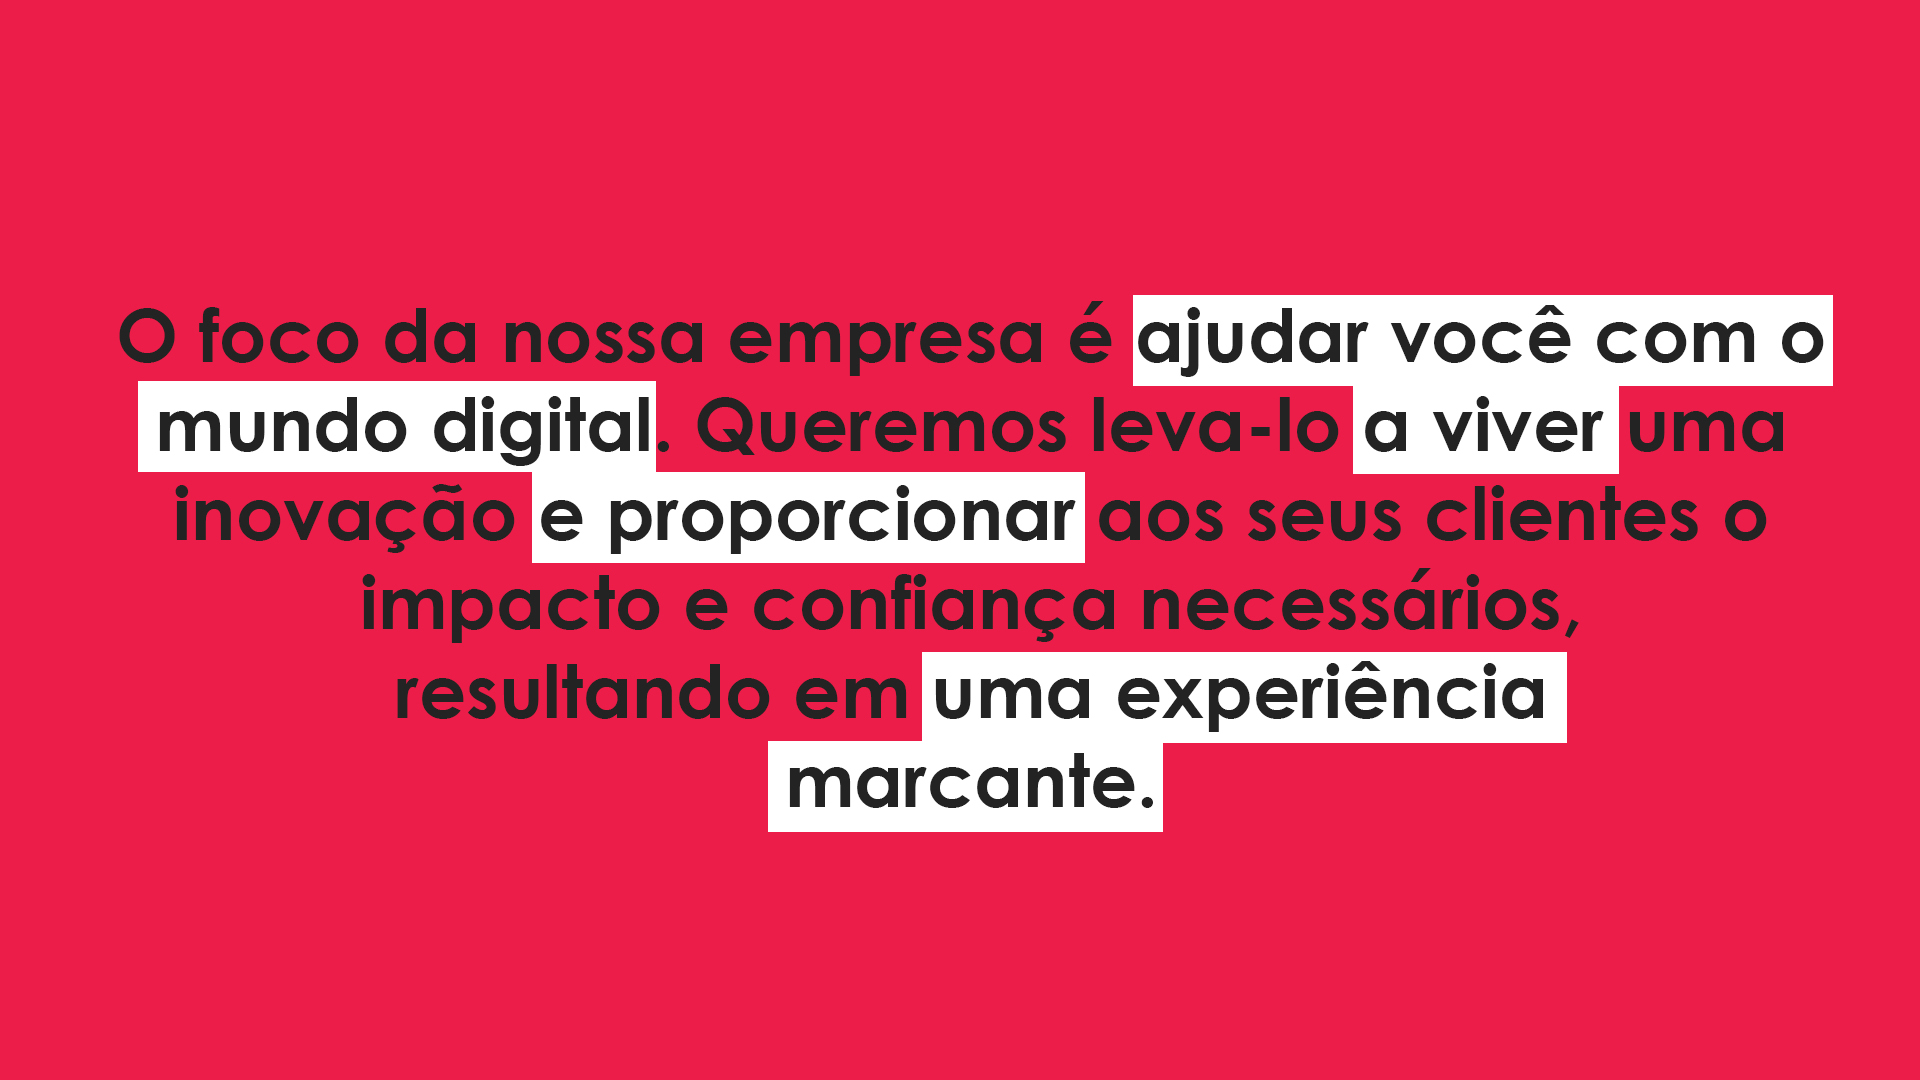 O foco da nossa empresa é ajudar você com o
mundo digital. Queremos leva-lo a viver uma
inovação e proporcionar aos seus clientes o
impacto e confiança necessários,
resultando em uma experiência
marcante.